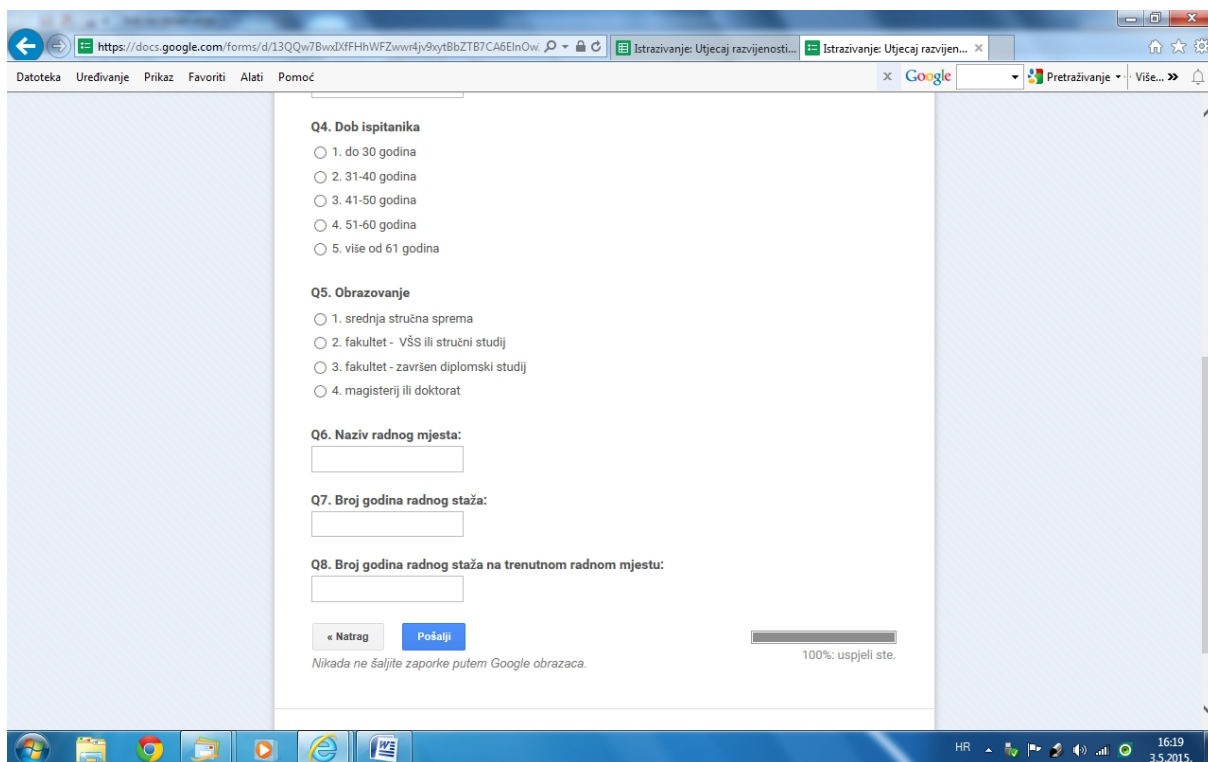 https://docs.google.com/forms/d/13QQw7BwxIXfFHhWFZwwr4jv9xytBbZTB7CA6ElnOw
Istrazivanje: Utjecaj razvijenosti...
Istrazivanje: Utjecaj razvijen...
Datoteka Uređivanje Prikaz Favoriti Alati Pomoć
x Google Pretraživanje Više... »
Q4. Dob ispitanika
1. do 30 godina
2. 31-40 godina
3. 41-50 godina
4. 51-60 godina
5. više od 61 godina
Q5. Obrazovanje
1. srednja stručna sprema
2. fakultet - VŠS ili stručni studij
3. fakultet - završen diplomski studij
4. magisterij ili doktorat
Q6. Naziv radnog mjesta:
Q7. Broj godina radnog staža:
Q8. Broj godina radnog staža na trenutnom radnom mjestu:
« Natrag Pošalji
100%: uspjeli ste.
Nikada ne šaljite zaporke putem Google obrazaca.
HR 16:19
3.5.2015.